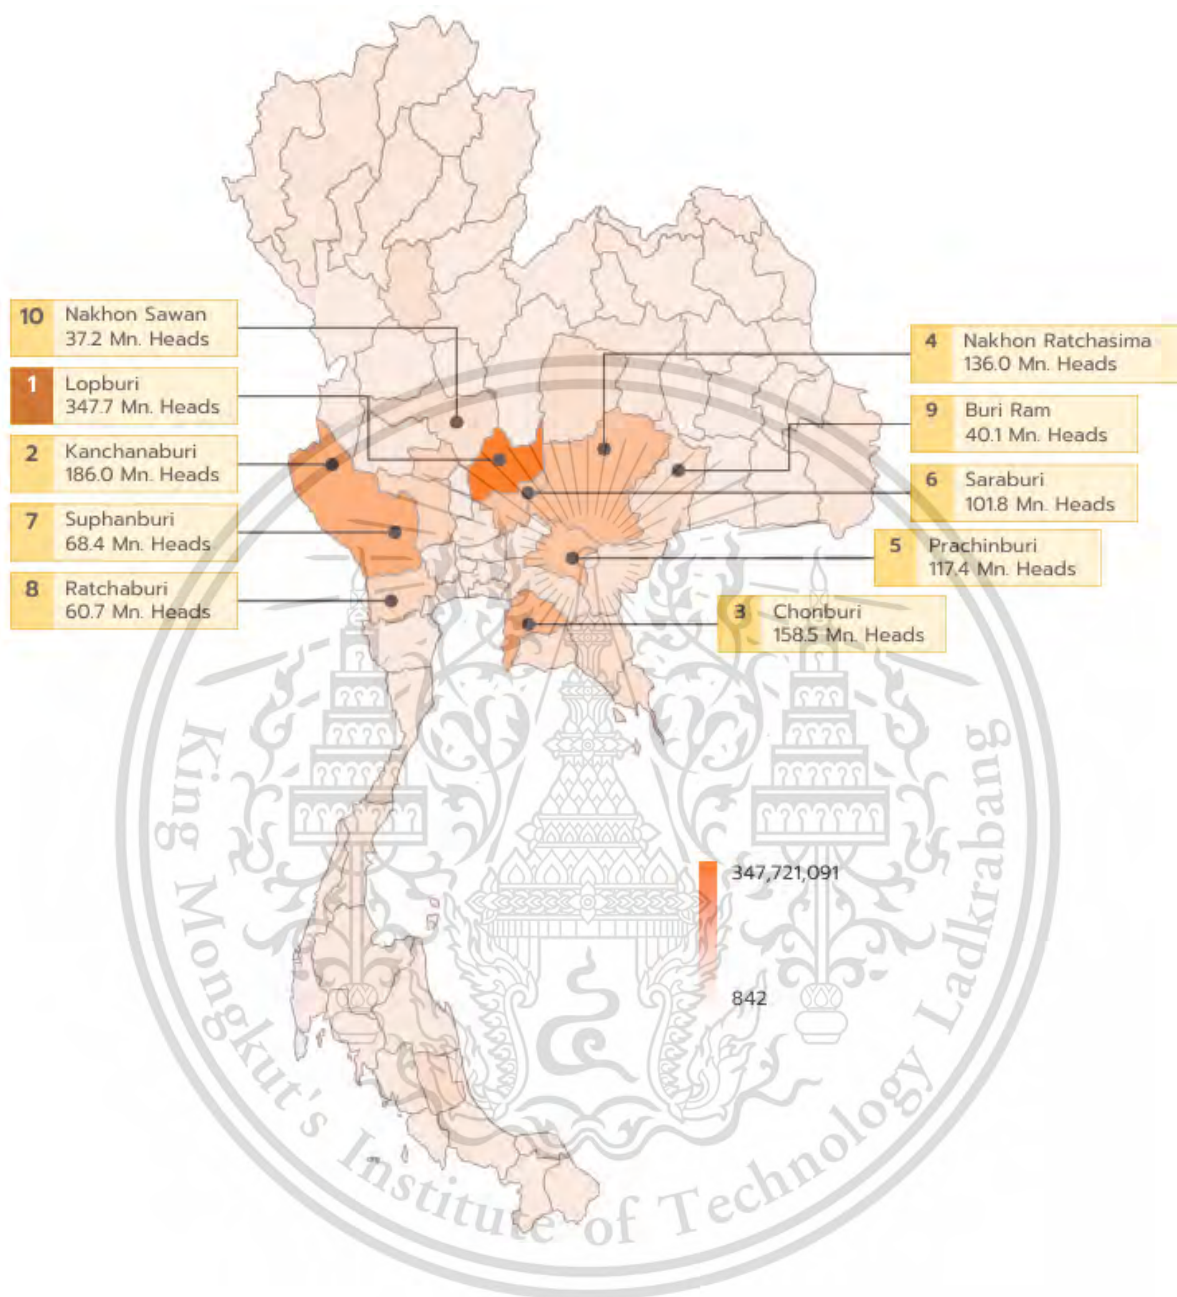 10 Nakhon Sawan
37.2 Mn. Heads
1 Lopburi
347.7 Mn. Heads
2 Kanchanaburi
186.0 Mn. Heads
7 Suphanburi
68.4 Mn. Heads
8 Ratchaburi
60.7 Mn. Heads
4 Nakhon Ratchasima
136.0 Mn. Heads
9 Buri Ram
40.1 Mn. Heads
6 Saraburi
101.8 Mn. Heads
5 Prachinburi
117.4 Mn. Heads
3 Chonburi
158.5 Mn. Heads
347,721,091
842
King Mongkut's Institute of Technology Ladkrabang